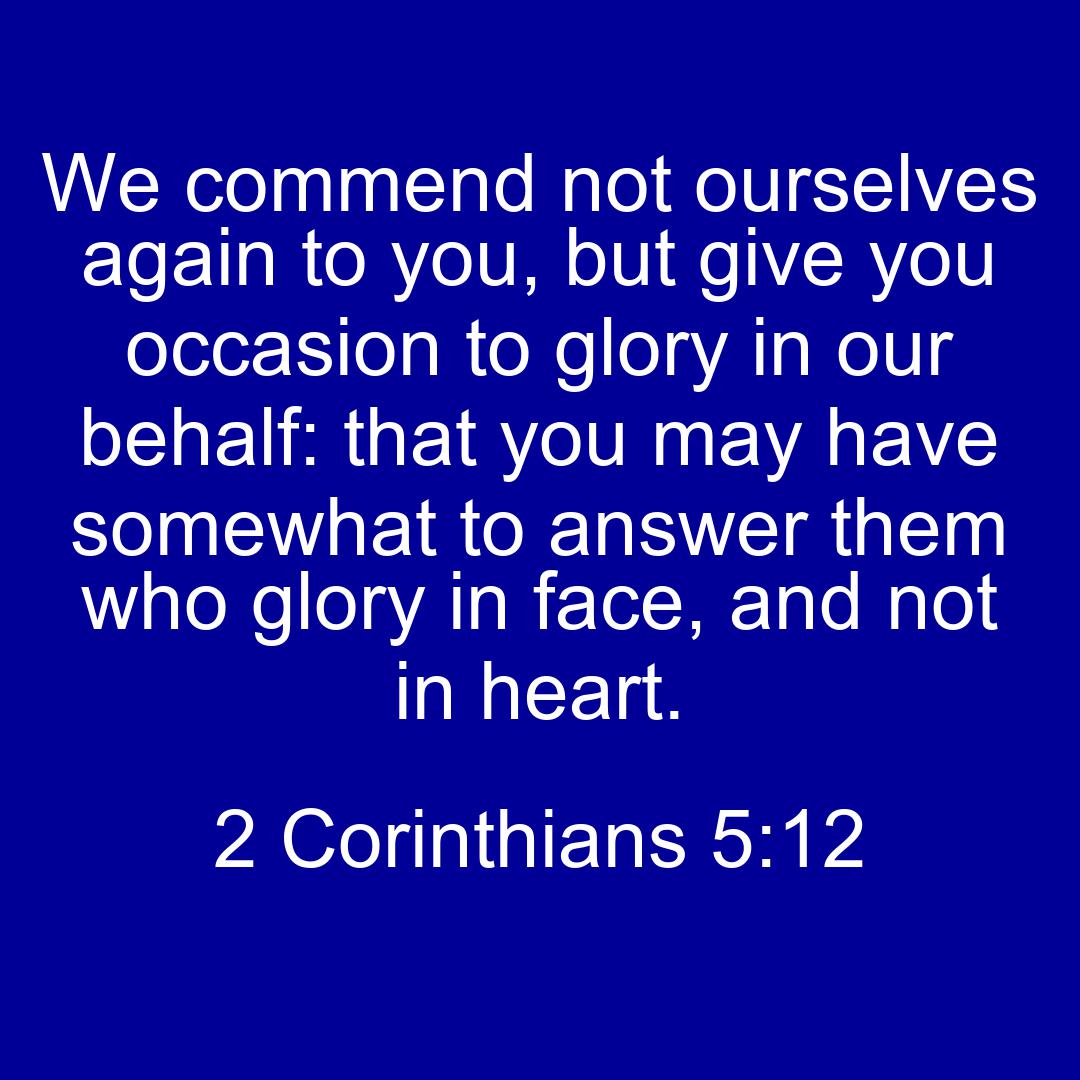 We commend not ourselves
again to you, but give you
occasion to glory in our
behalf: that you may have
somewhat to answer them
who glory in face, and not
in heart.
2 Corinthians 5:12